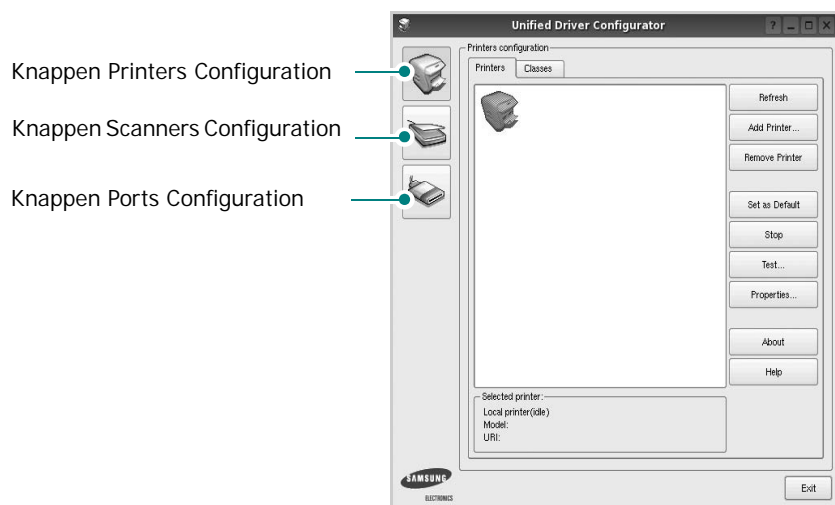 Unified Driver Configurator
Knappen Printers Configuration
Knappen Scanners Configuration
Knappen Ports Configuration
Printers configuration
Printers
Classes
Refresh
Add Printer...
Remove Printer
Set as Default
Stop
Test...
Properties...
About
Help
Selected printer:
Local printer(idle)
Model:
URI:
SAMSUNG
ELECTRONICS
Exit